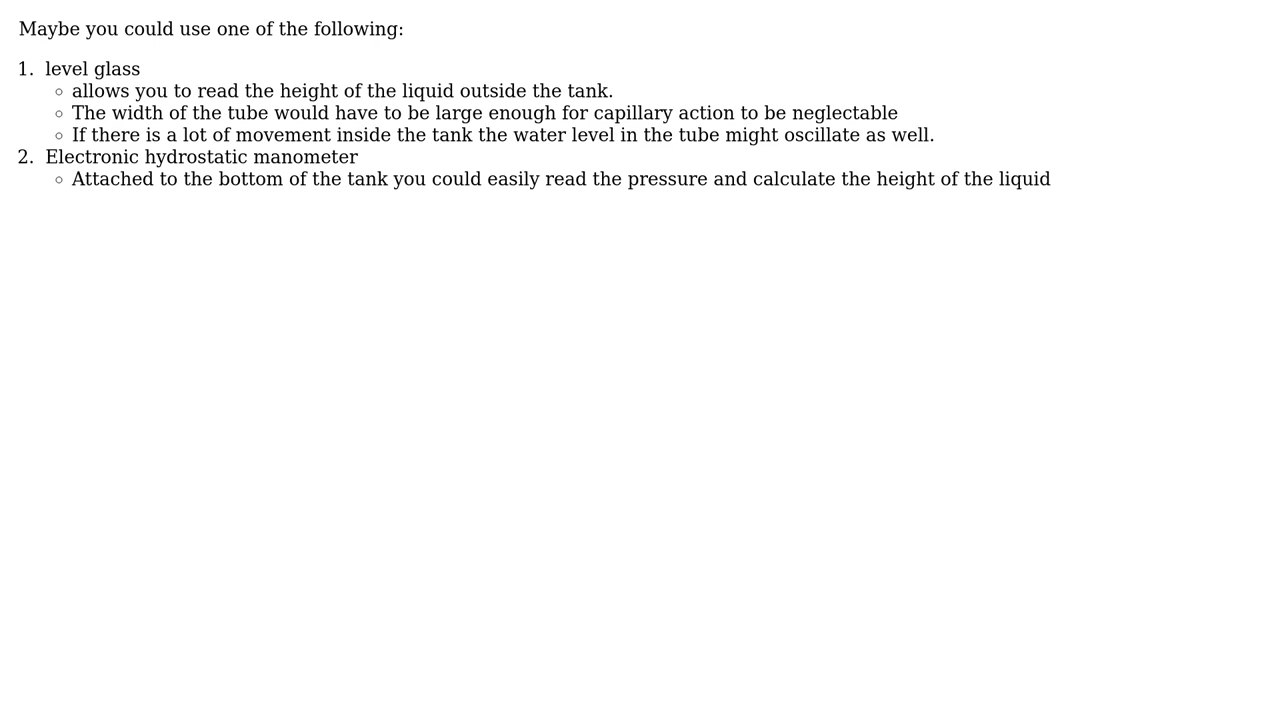 Maybe you could use one of the following:
1. level glass
◦ allows you to read the height of the liquid outside the tank.
◦ The width of the tube would have to be large enough for capillary action to be neglectable
◦ If there is a lot of movement inside the tank the water level in the tube might oscillate as well.
2. Electronic hydrostatic manometer
◦ Attached to the bottom of the tank you could easily read the pressure and calculate the height of the liquid